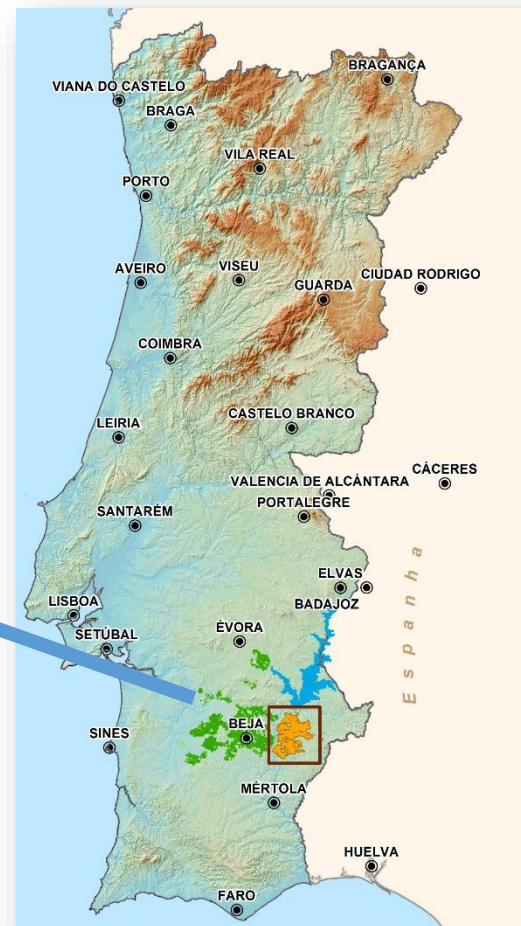 BRAGANÇA
VIANA DO CASTELO
BRAGA
VILA REAL
PORTO
AVEIRO
VISEU
CIUDAD RODRIGO
GUARDA
COIMBRA
CASTELO BRANCO
LEIRIA
CÁCERES
VALENCIA DE ALCÁNTARA
PORTALEGRE
SANTARÉM
ELVAS
BADAJOZ
LISBOA
SETÚBAL
ÉVORA
Espanha
BEJA
SINES
MÉRTOLA
HUELVA
FARO